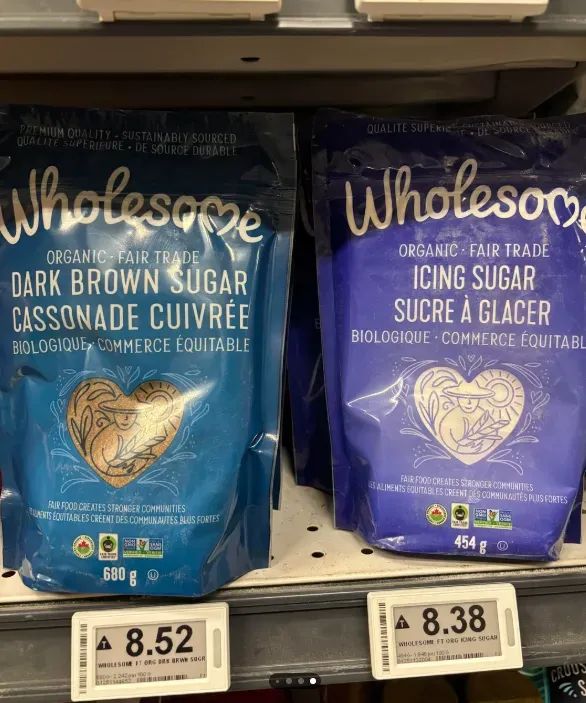 PREMIUM QUALITY • SUSTAINABLY SOURCED
QUALITÉ SUPÉRIEURE • DE SOURCE DURABLE
Wholesome
ORGANIC · FAIR TRADE
DARK BROWN SUGAR
CASSONADE CUIVRÉE
BIOLOGIQUE · COMMERCE ÉQUITABLE
FAIR FOOD CREATES STRONGER COMMUNITIES
ALIMENTS ÉQUITABLES CRÉENT DES COMMUNAUTÉS PLUS FORTES
680 g
QUALITÉ • DE SOURCE
Wholesome
ORGANIC · FAIR TRADE
ICING SUGAR
SUCRE À GLACER
BIOLOGIQUE · COMMERCE ÉQUITABL
FAIR FOOD CREATES STRONGER COMMUNITIES
ALIMENTS ÉQUITABLES CRÉENT DES COMMUNAUTÉS PLUS FORTES
454 g
8.52
WHOLESOME FT ORG DRK BRWN SUGR
8.38
WHOLESOME FT ORG ICING SUGAR